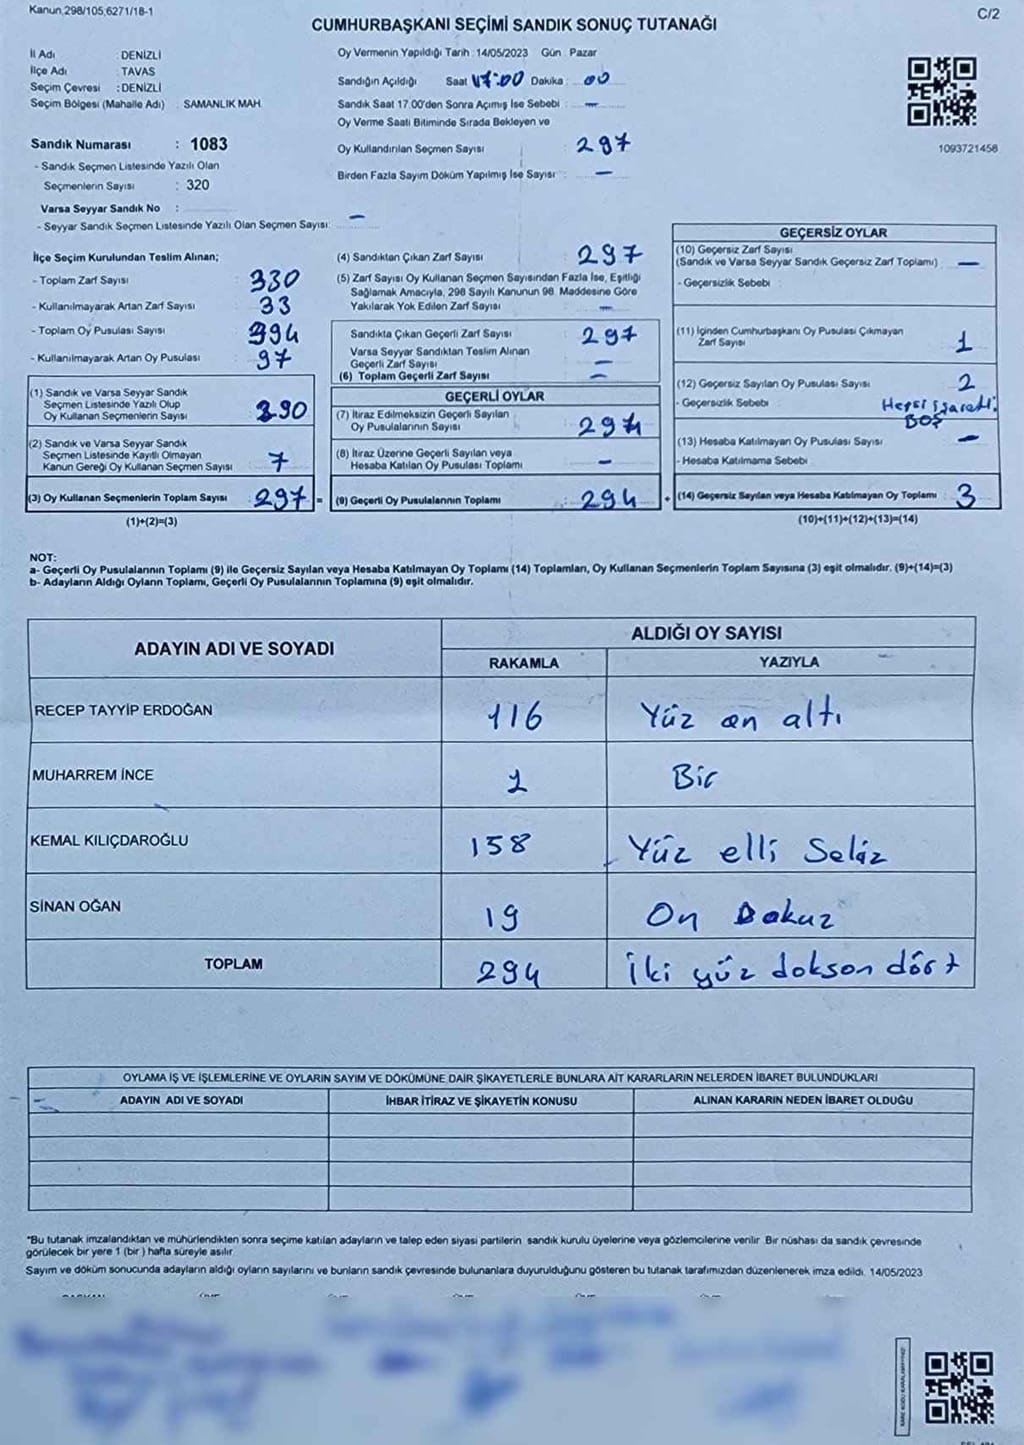 Kanun,298/105,6271/18-1
C/2
CUMHURBAŞKANI SEÇİMİ SANDIK SONUÇ TUTANAĞI
İl Adı : DENİZLİ
İlçe Adı : TAVAS
Seçim Çevresi : DENİZLİ
Seçim Bölgesi (Mahalle Adı) : SAMANLIK MAH.
Sandık Numarası : 1083
- Sandık Seçmen Listesinde Yazılı Olan
Seçmenlerin Sayısı : 320
Varsa Seyyar Sandık No :
- Seyyar Sandık Seçmen Listesinde Yazılı Olan Seçmen Sayısı: –
Oy Vermenin Yapıldığı Tarih : 14/05/2023 Gün : Pazar
Sandığın Açıldığı Saat 17:00 Dakika : 00
Sandık Saat 17.00'den Sonra Açımış İse Sebebi : –
Oy Verme Saati Bitiminde Sırada Bekleyen ve
Oy Kullandırılan Seçmen Sayısı : 297
Birden Fazla Sayım Döküm Yapılmış İse Sayısı : –
1093721458
İlçe Seçim Kurulundan Teslim Alınan;
- Toplam Zarf Sayısı 330
- Kullanılmayarak Artan Zarf Sayısı 33
- Toplam Oy Pusulası Sayısı 394
- Kullanılmayarak Artan Oy Pusulası 97
(1) Sandık ve Varsa Seyyar Sandık
Seçmen Listesinde Yazılı Olup
Oy Kullanan Seçmenlerin Sayısı 290
(2) Sandık ve Varsa Seyyar Sandık
Seçmen Listesinde Kayıtlı Olmayan
Kanun Gereği Oy Kullanan Seçmen Sayısı 7
(3) Oy Kullanan Seçmenlerin Toplam Sayısı 297 =
(1)+(2)=(3)
(4) Sandıktan Çıkan Zarf Sayısı : 297
(5) Zarf Sayısı Oy Kullanan Seçmen Sayısından Fazla İse, Eşitliği
Sağlamak Amacıyla, 298 Sayılı Kanunun 98. Maddesine Göre
Yakılarak Yok Edilen Zarf Sayısı –
Sandıkta Çıkan Geçerli Zarf Sayısı : 297
Varsa Seyyar Sandıktan Teslim Alınan
Geçerli Zarf Sayısı –
(6) Toplam Geçerli Zarf Sayısı –
GEÇERLİ OYLAR
(7) İtiraz Edilmeksizin Geçerli Sayılan
Oy Pusulalarının Sayısı : 294
(8) İtiraz Üzerine Geçerli Sayılan veya
Hesaba Katılan Oy Pusulası Toplamı : –
(9) Geçerli Oy Pusulalarının Toplamı : 294 +
GEÇERSİZ OYLAR
(10) Geçersiz Zarf Sayısı
(Sandık ve Varsa Seyyar Sandık Geçersiz Zarf Toplamı) : –
- Geçersizlik Sebebi :
(11) İçinden Cumhurbaşkanı Oy Pusulası Çıkmayan
Zarf Sayısı : 1
(12) Geçersiz Sayılan Oy Pusulası Sayısı : 2
- Geçersizlik Sebebi : Hepsi işaretli.
BOŞ
(13) Hesaba Katılmayan Oy Pusulası Sayısı : –
- Hesaba Katılmama Sebebi :
(14) Geçersiz Sayılan veya Hesaba Katılmayan Oy Toplamı : 3
(10)+(11)+(12)+(13)=(14)
NOT:
a- Geçerli Oy Pusulalarının Toplamı (9) ile Geçersiz Sayılan veya Hesaba Katılmayan Oy Toplamı (14) Toplamları, Oy Kullanan Seçmenlerin Toplam Sayısına (3) eşit olmalıdır. (9)+(14)=(3)
b- Adayların Aldığı Oyların Toplamı, Geçerli Oy Pusulalarının Toplamına (9) eşit olmalıdır.
ADAYIN ADI VE SOYADI ALDIĞI OY SAYISI
RAKAMLA YAZIYLA
RECEP TAYYİP ERDOĞAN 116 Yüz on altı
MUHARREM İNCE 1 Bir
KEMAL KILIÇDAROĞLU 158 Yüz elli Sekiz
SİNAN OĞAN 19 On Dokuz
TOPLAM 294 İki yüz doksan dört
OYLAMA İŞ VE İŞLEMLERİNE VE OYLARIN SAYIM VE DÖKÜMÜNE DAİR ŞİKAYETLERLE BUNLARA AİT KARARLARIN NELERDEN İBARET BULUNDUKLARI
ADAYIN ADI VE SOYADI İHBAR İTİRAZ VE ŞİKAYETİN KONUSU ALINAN KARARIN NEDEN İBARET OLDUĞU
*Bu tutanak imzalandıktan ve mühürlendikten sonra seçime katılan adayların ve talep eden siyasi partilerin sandık kurulu üyelerine veya gözlemcilerine verilir. Bir nüshası da sandık çevresinde
görülecek bir yere 1 (bir) hafta süreyle asılır.
Sayım ve döküm sonucunda adayların aldığı oyların sayılarını ve bunların sandık çevresinde bulunanlara duyurulduğunu gösteren bu tutanak tarafımızdan düzenlenerek imza edildi. 14/05/2023